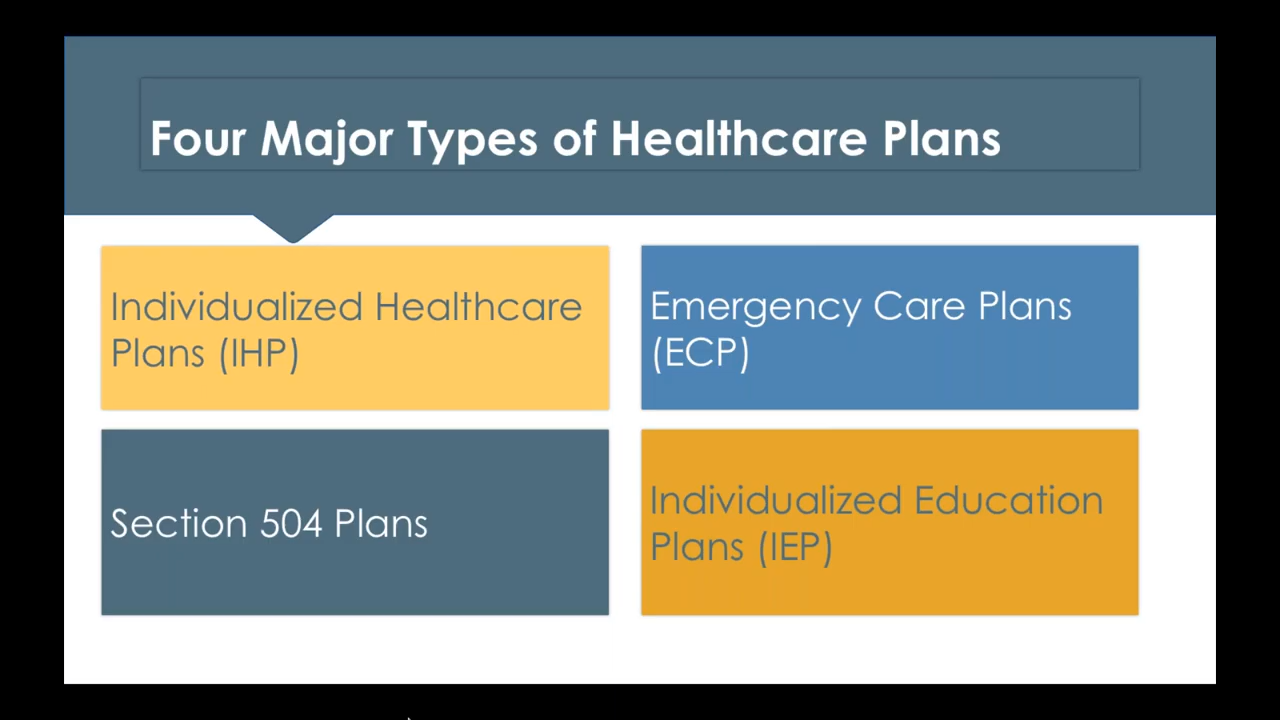 Four Major Types of Healthcare Plans
Individualized Healthcare
Plans (IHP)
Emergency Care Plans
(ECP)
Section 504 Plans
Individualized Education
Plans (IEP)